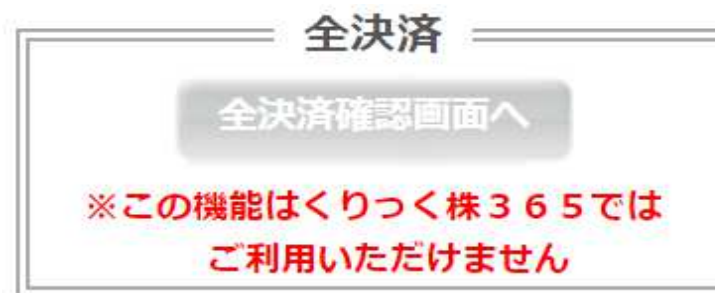 全決済
全決済確認画面へ
※この機能はくりっく株３６５では
ご利用いただけません